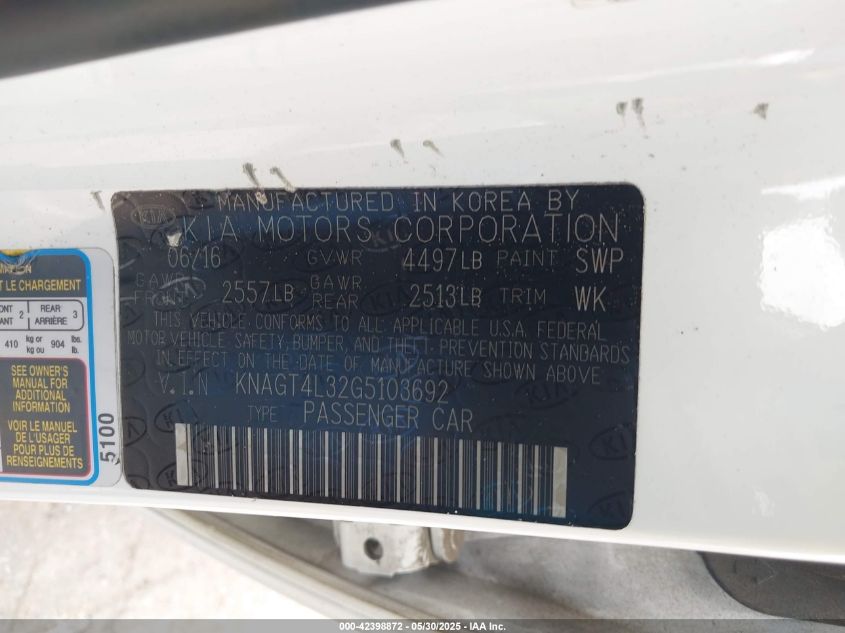 MANUFACTURED IN KOREA BY
KIA MOTORS CORPORATION
06/16 GVWR 4497LB PAINT SWP
GAWR FRONT 2557LB GAWR REAR 2513LB TRIM WK
THIS VEHICLE CONFORMS TO ALL APPLICABLE U.S.A. FEDERAL
MOTOR VEHICLE SAFETY, BUMPER, AND THEFT PREVENTION STANDARDS
IN EFFECT ON THE DATE OF MANUFACTURE SHOWN ABOVE
V.I.N KNAGT4L32G5103692
TYPE PASSENGER CAR
T LE CHARGEMENT
ONT 2 REAR 3
ANT ARRIÈRE
410 kg or kg ou 904 lbs. lb.
SEE OWNER'S
MANUAL FOR
ADDITIONAL
INFORMATION
VOIR LE MANUEL
DE L'USAGER
POUR PLUS DE
RENSEIGNEMENTS
5100
000-42398872 — 05/30/2025 — IAA Inc.